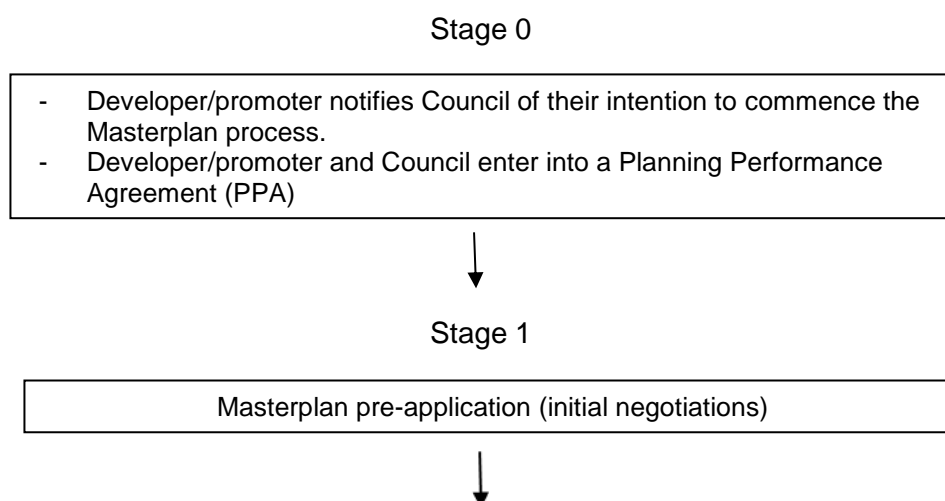 Stage 0
- Developer/promoter notifies Council of their intention to commence the
Masterplan process.
- Developer/promoter and Council enter into a Planning Performance
Agreement (PPA)
Stage 1
Masterplan pre-application (initial negotiations)